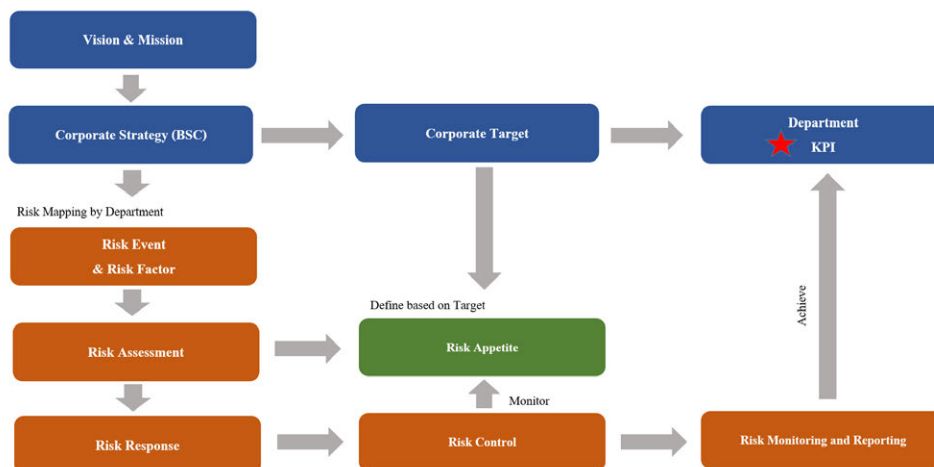 Vision & Mission
Corporate Strategy (BSC)
Corporate Target
Department
KPI
Risk Mapping by Department
Risk Event
& Risk Factor
Define based on Target
Achieve
Risk Assessment
Risk Appetite
Monitor
Risk Response
Risk Control
Risk Monitoring and Reporting